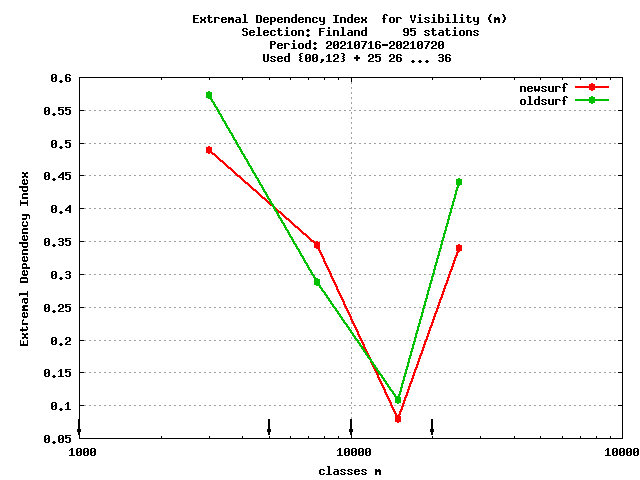 Extremal Dependency Index  for Visibility (m)
Selection: Finland     95 stations
Period: 20210716-20210720
Used {00,12} + 25 26 ... 36
newsurf
oldsurf
Extremal Dependency Index
0.6
0.55
0.5
0.45
0.4
0.35
0.3
0.25
0.2
0.15
0.1
0.05
1000 10000 10000
classes m